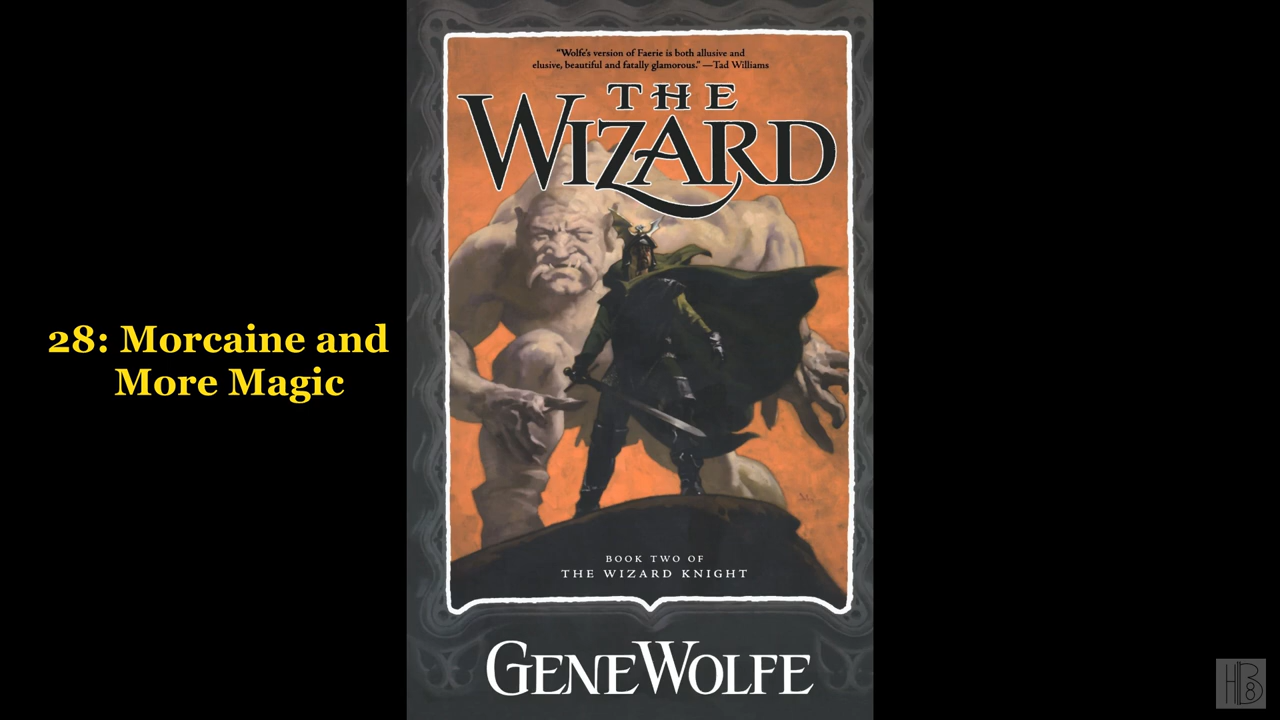 28: Morcaine and
More Magic
“Wolfe’s version of Faerie is both allusive and
elusive, beautiful and fatally glamorous.” —Tad Williams
THE
WIZARD
BOOK TWO OF
THE WIZARD KNIGHT
GENE WOLFE